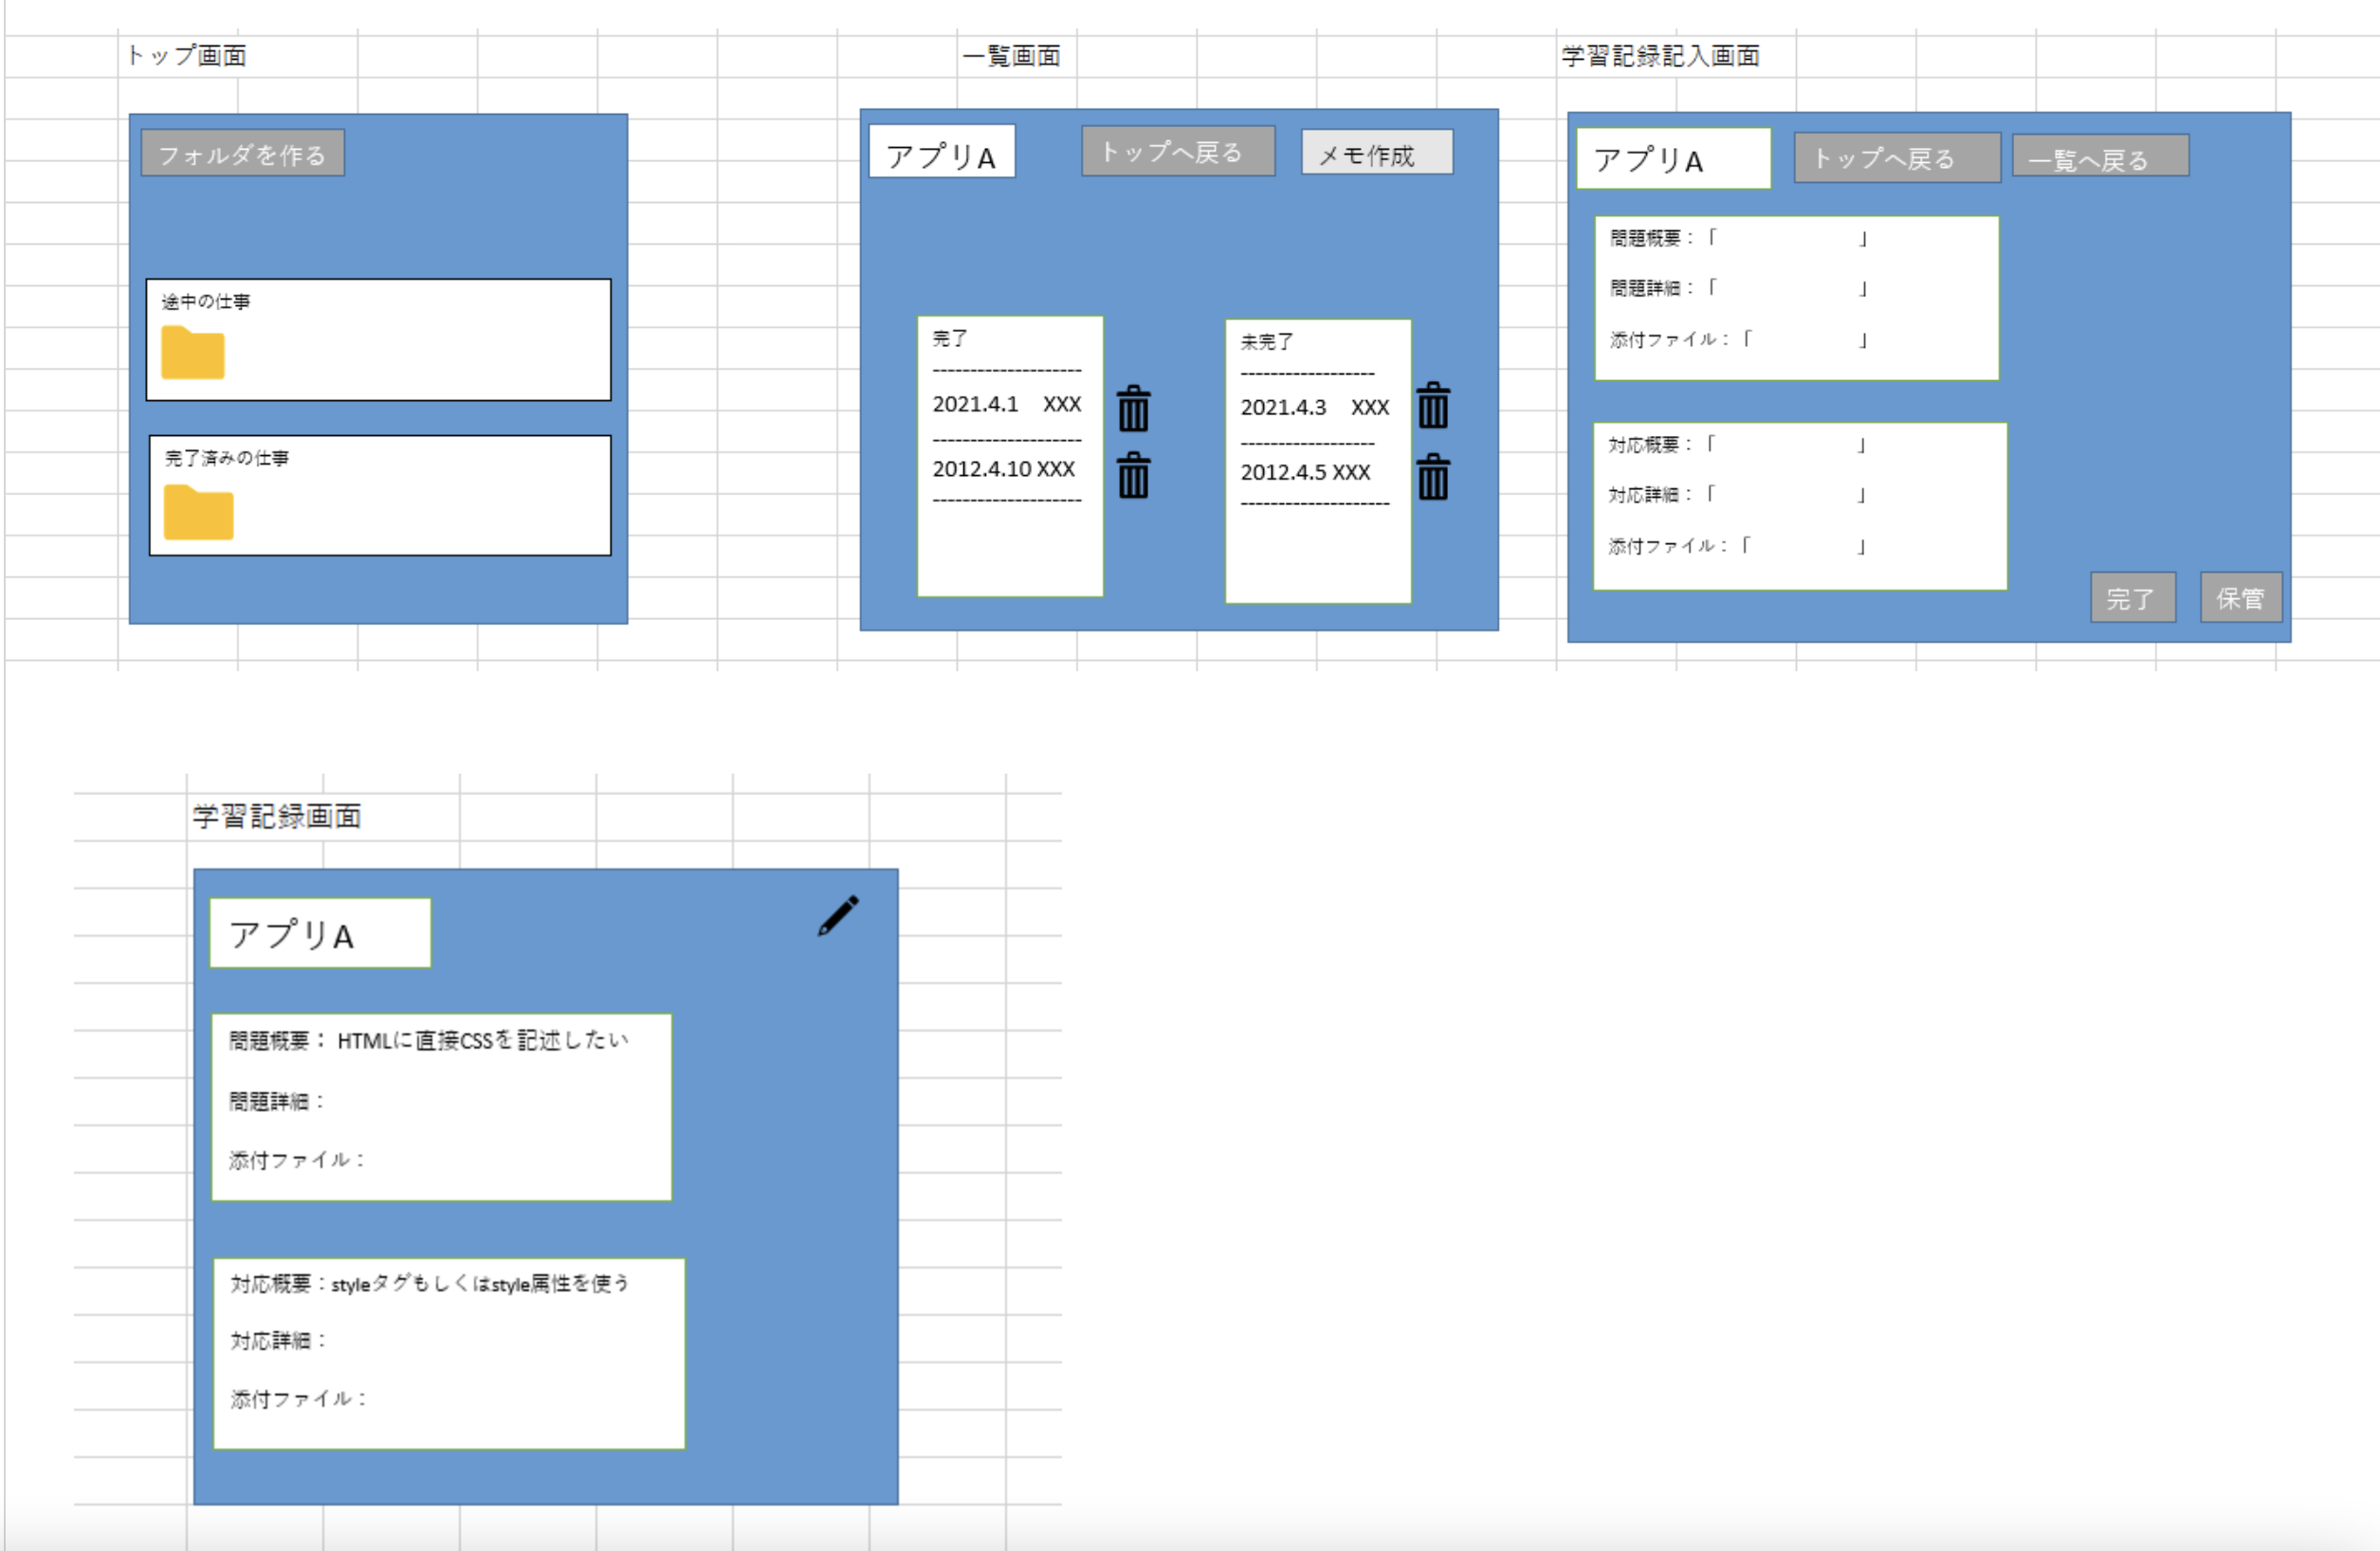 トップ画面
フォルダを作る
途中の仕事
完了済みの仕事
一覧画面
アプリA
トップへ戻る
メモ作成
完了
--------------------
2021.4.1 XXX
--------------------
2012.4.10 XXX
--------------------
未完了
------------------
2021.4.3 XXX
------------------
2012.4.5 XXX
--------------------
学習記録記入画面
アプリA
トップへ戻る
一覧へ戻る
問題概要：「 」
問題詳細：「 」
添付ファイル：「 」
対応概要：「 」
対応詳細：「 」
添付ファイル：「 」
完了
保管
学習記録画面
アプリA
問題概要： HTMLに直接CSSを記述したい
問題詳細：
添付ファイル：
対応概要：styleタグもしくはstyle属性を使う
対応詳細：
添付ファイル：